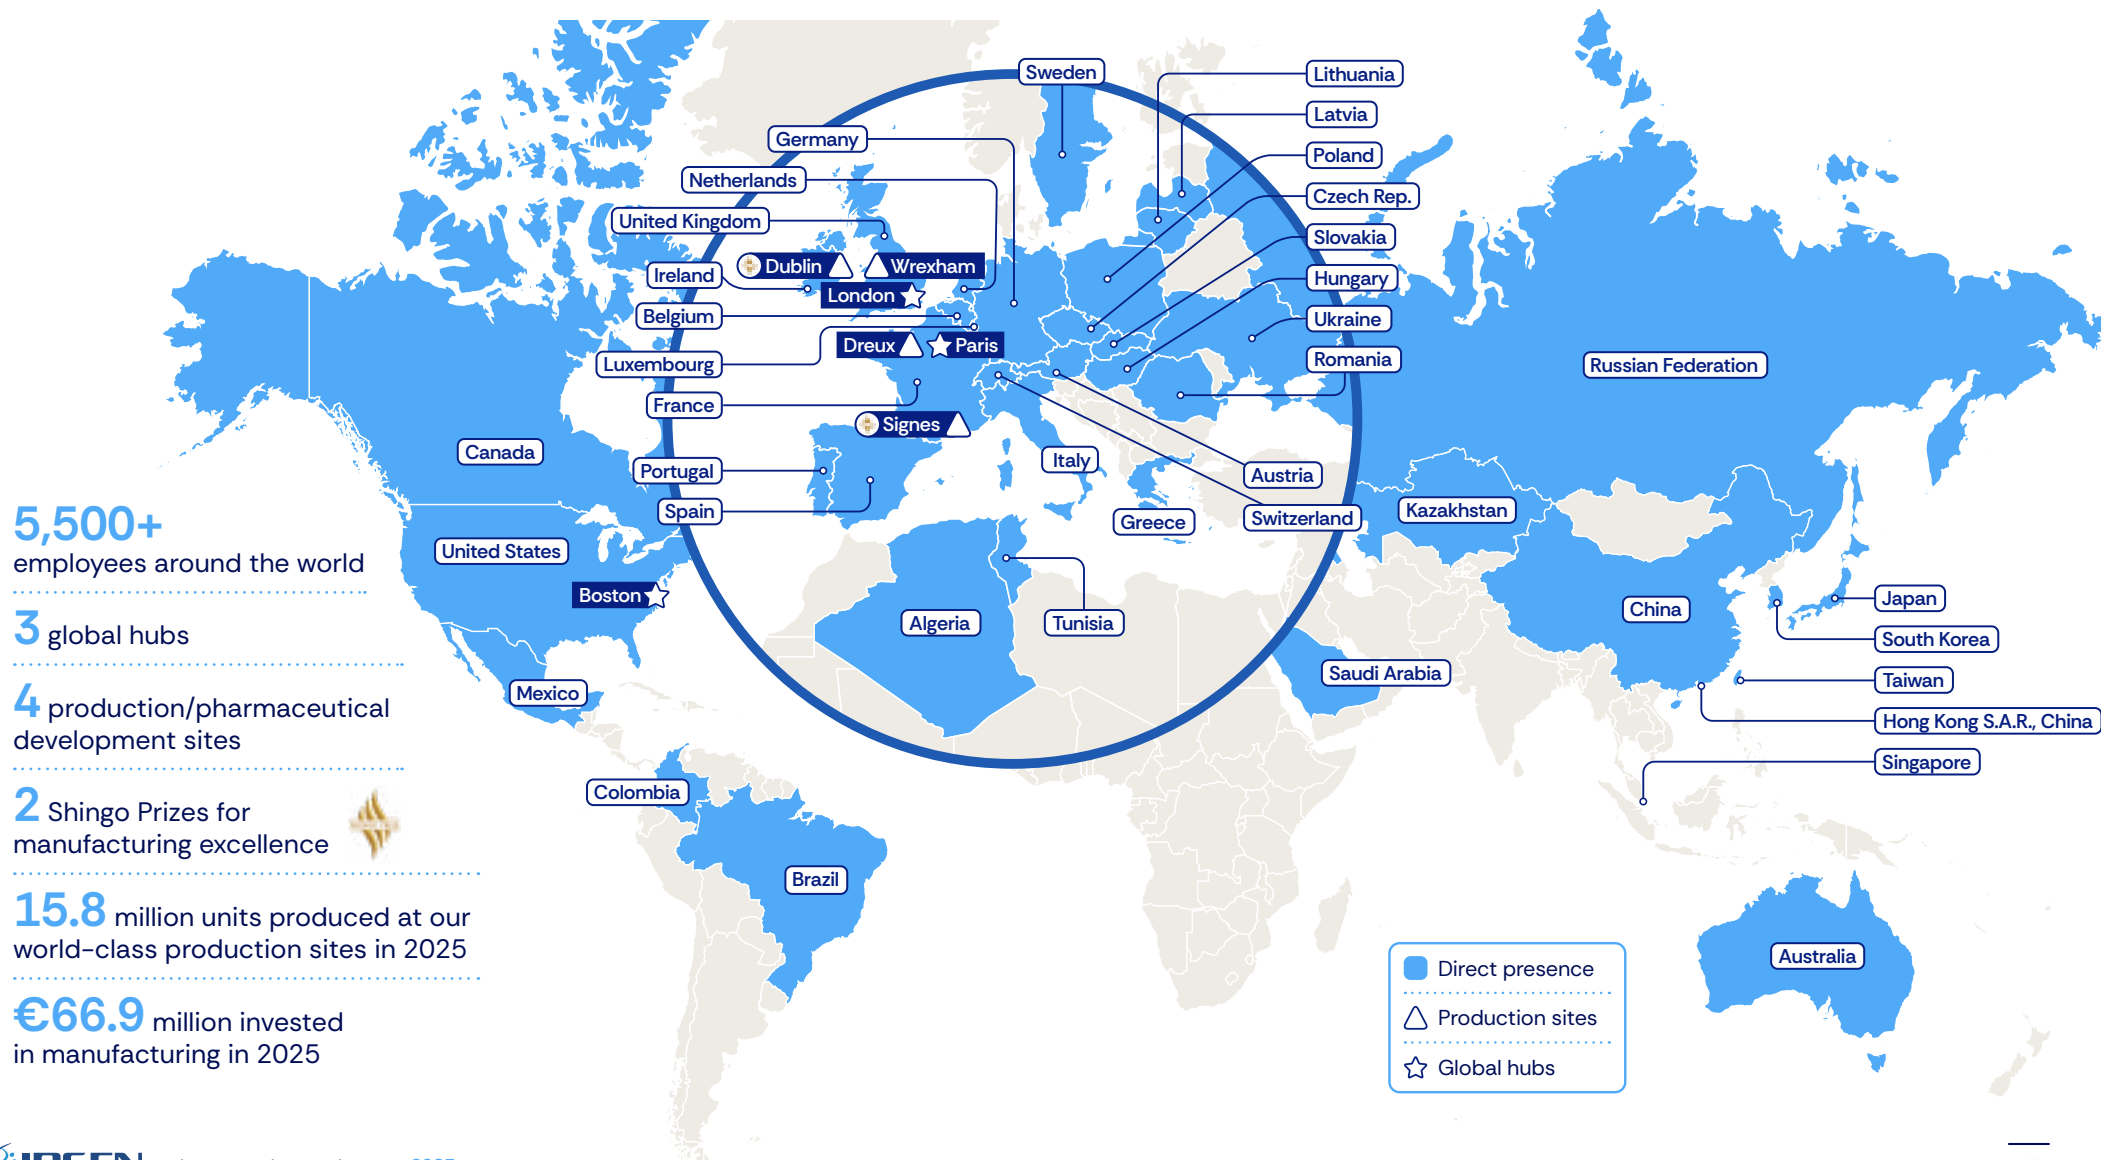 Sweden
Lithuania
Latvia
Germany
Poland
Netherlands
Czech Rep.
United Kingdom
Slovakia
Dublin
Wrexham
Ireland
Hungary
London
Belgium
Ukraine
Dreux
Paris
Romania
Luxembourg
Russian Federation
France
Signes
Canada
Italy
Portugal
Austria
Spain
Kazakhstan
Greece
Switzerland
United States
Boston
Algeria
Tunisia
China
Japan
South Korea
Saudi Arabia
Taiwan
Mexico
Hong Kong S.A.R., China
Singapore
Colombia
Brazil
Australia
5,500+
employees around the world
3 global hubs
4 production/pharmaceutical
development sites
2 Shingo Prizes for
manufacturing excellence
15.8 million units produced at our
world-class production sites in 2025
€66.9 million invested
in manufacturing in 2025
Direct presence
Production sites
Global hubs